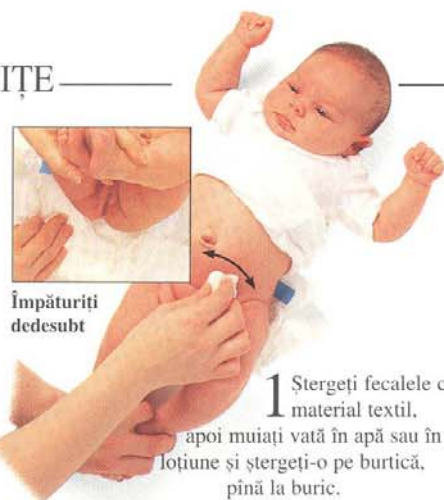 ITE
Împăturiți
dedesubt
1 Ștergeți fecalele c
material textil,
apoi muiați vată în apă sau în
loțiune și ștergeți-o pe burtică,
pînă la buric.